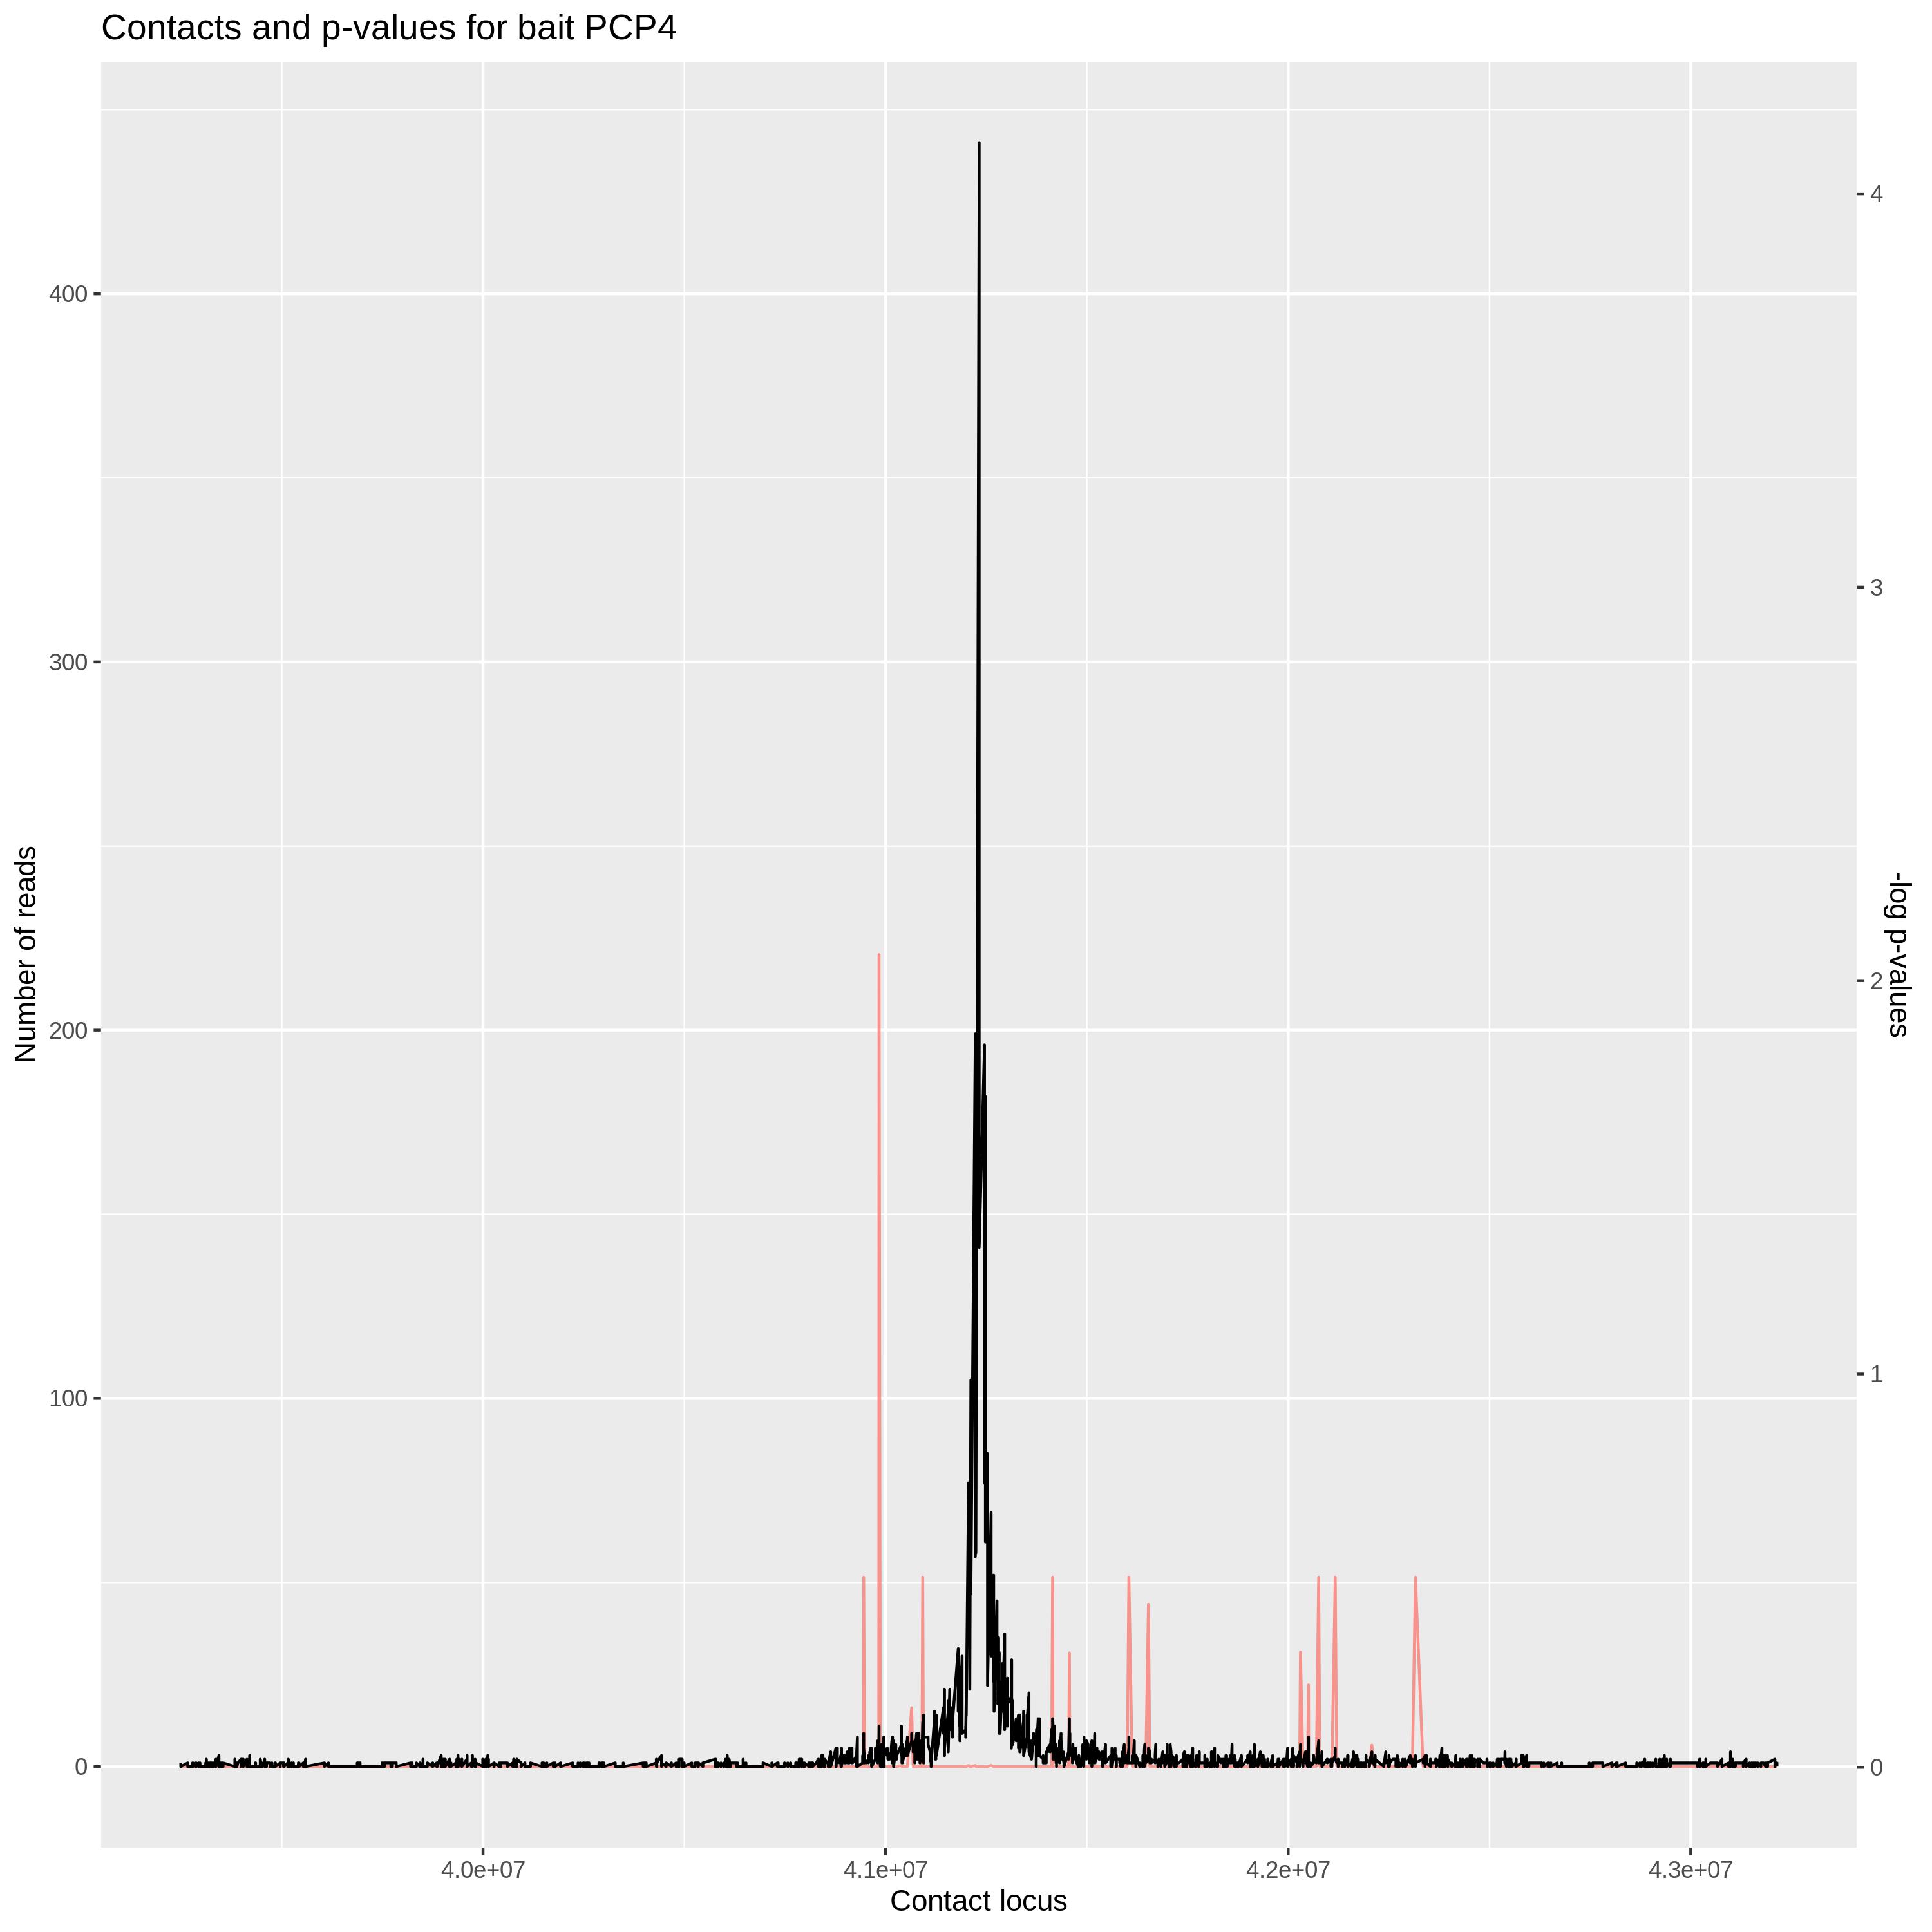 Contacts and p-values for bait PCP4
Number of reads
400
300
200
100
0
4
3
2
1
0
-log p-values
4.0e+07
4.1e+07
4.2e+07
4.3e+07
Contact locus